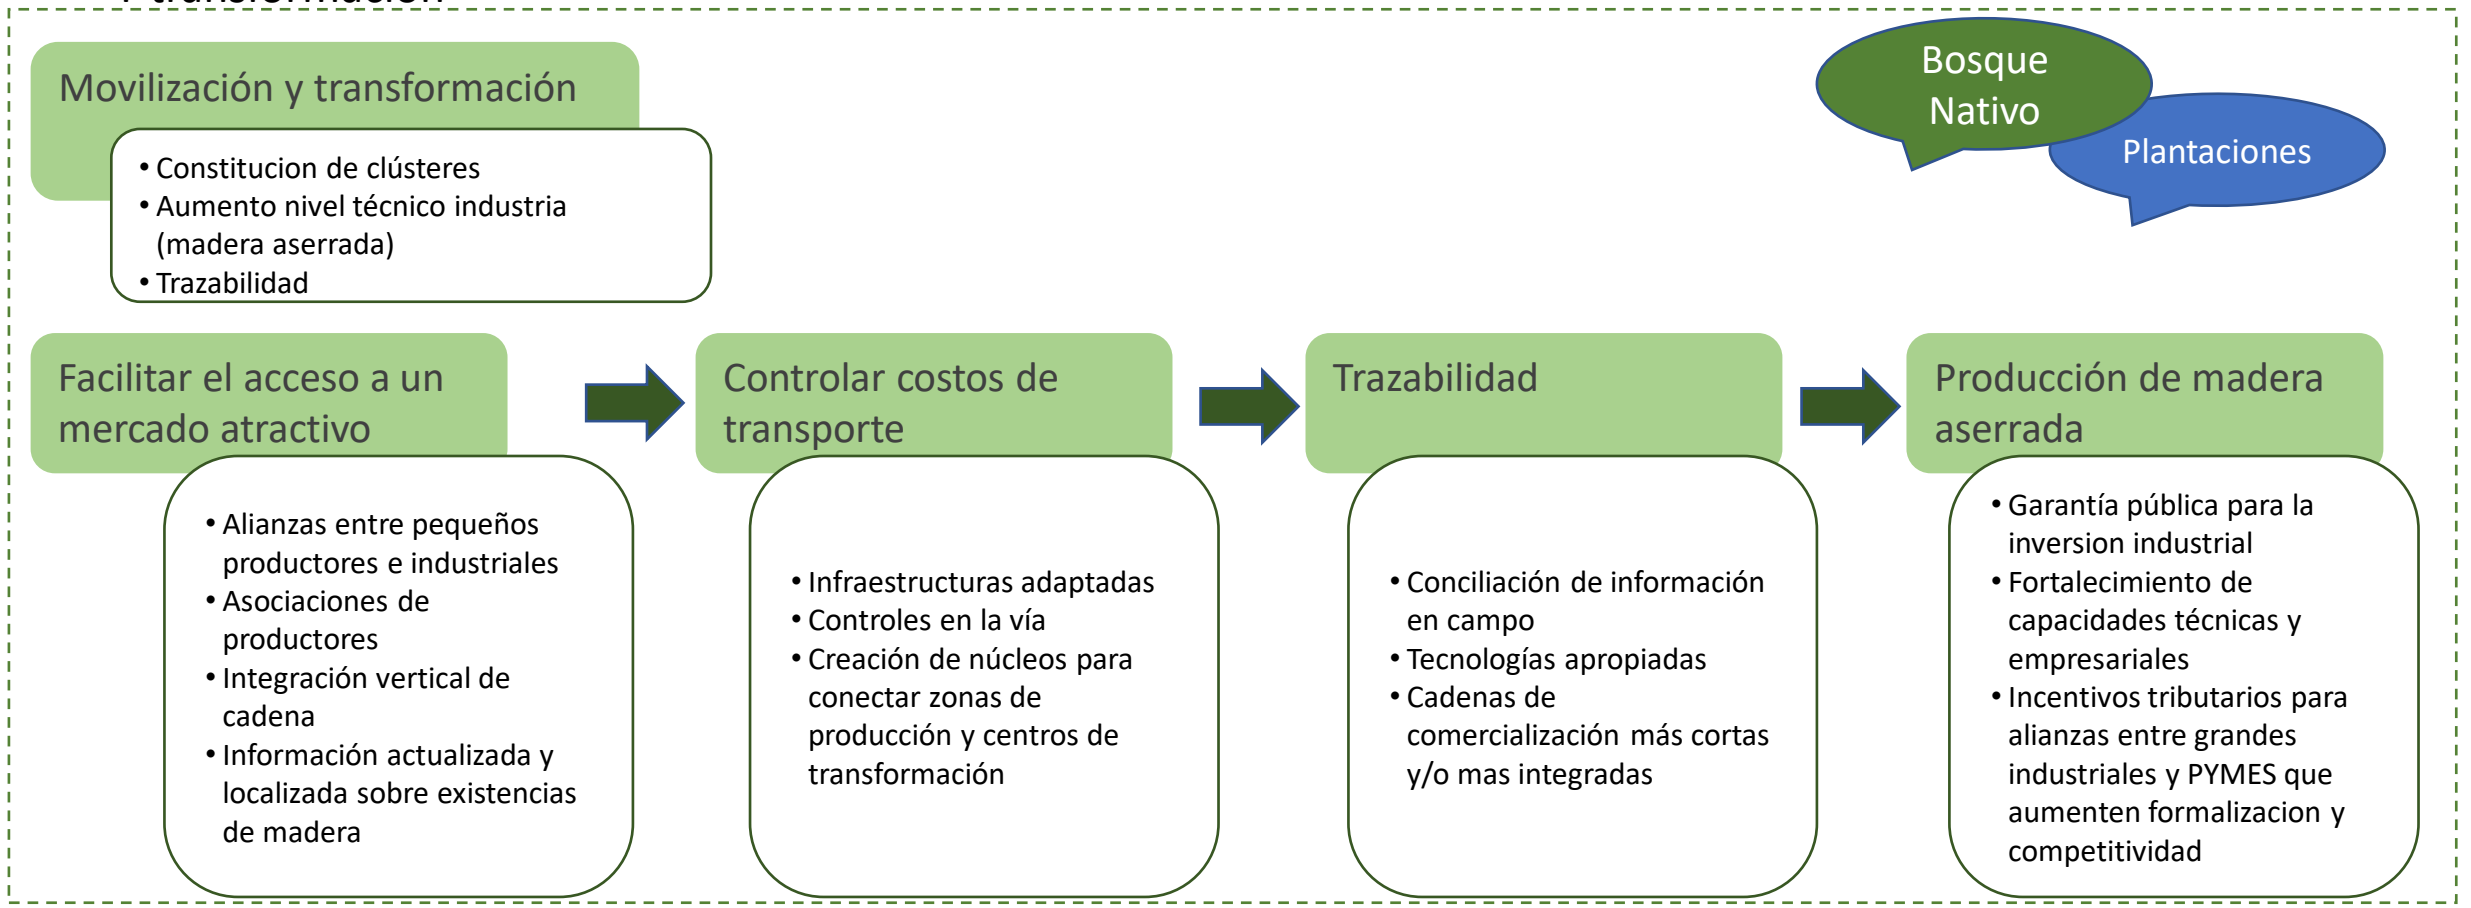 transformación
Movilización y transformación
• Constitucion de clústeres
• Aumento nivel técnico industria
(madera aserrada)
• Trazabilidad
Bosque
Nativo
Plantaciones
Facilitar el acceso a un
mercado atractivo
• Alianzas entre pequeños
productores e industriales
• Asociaciones de
productores
• Integración vertical de
cadena
• Información actualizada y
localizada sobre existencias
de madera
Controlar costos de
transporte
• Infraestructuras adaptadas
• Controles en la vía
• Creación de núcleos para
conectar zonas de
producción y centros de
transformación
Trazabilidad
• Conciliación de información
en campo
• Tecnologías apropiadas
• Cadenas de
comercialización más cortas
y/o mas integradas
Producción de madera
aserrada
• Garantía pública para la
inversion industrial
• Fortalecimiento de
capacidades técnicas y
empresariales
• Incentivos tributarios para
alianzas entre grandes
industriales y PYMES que
aumenten formalizacion y
competitividad